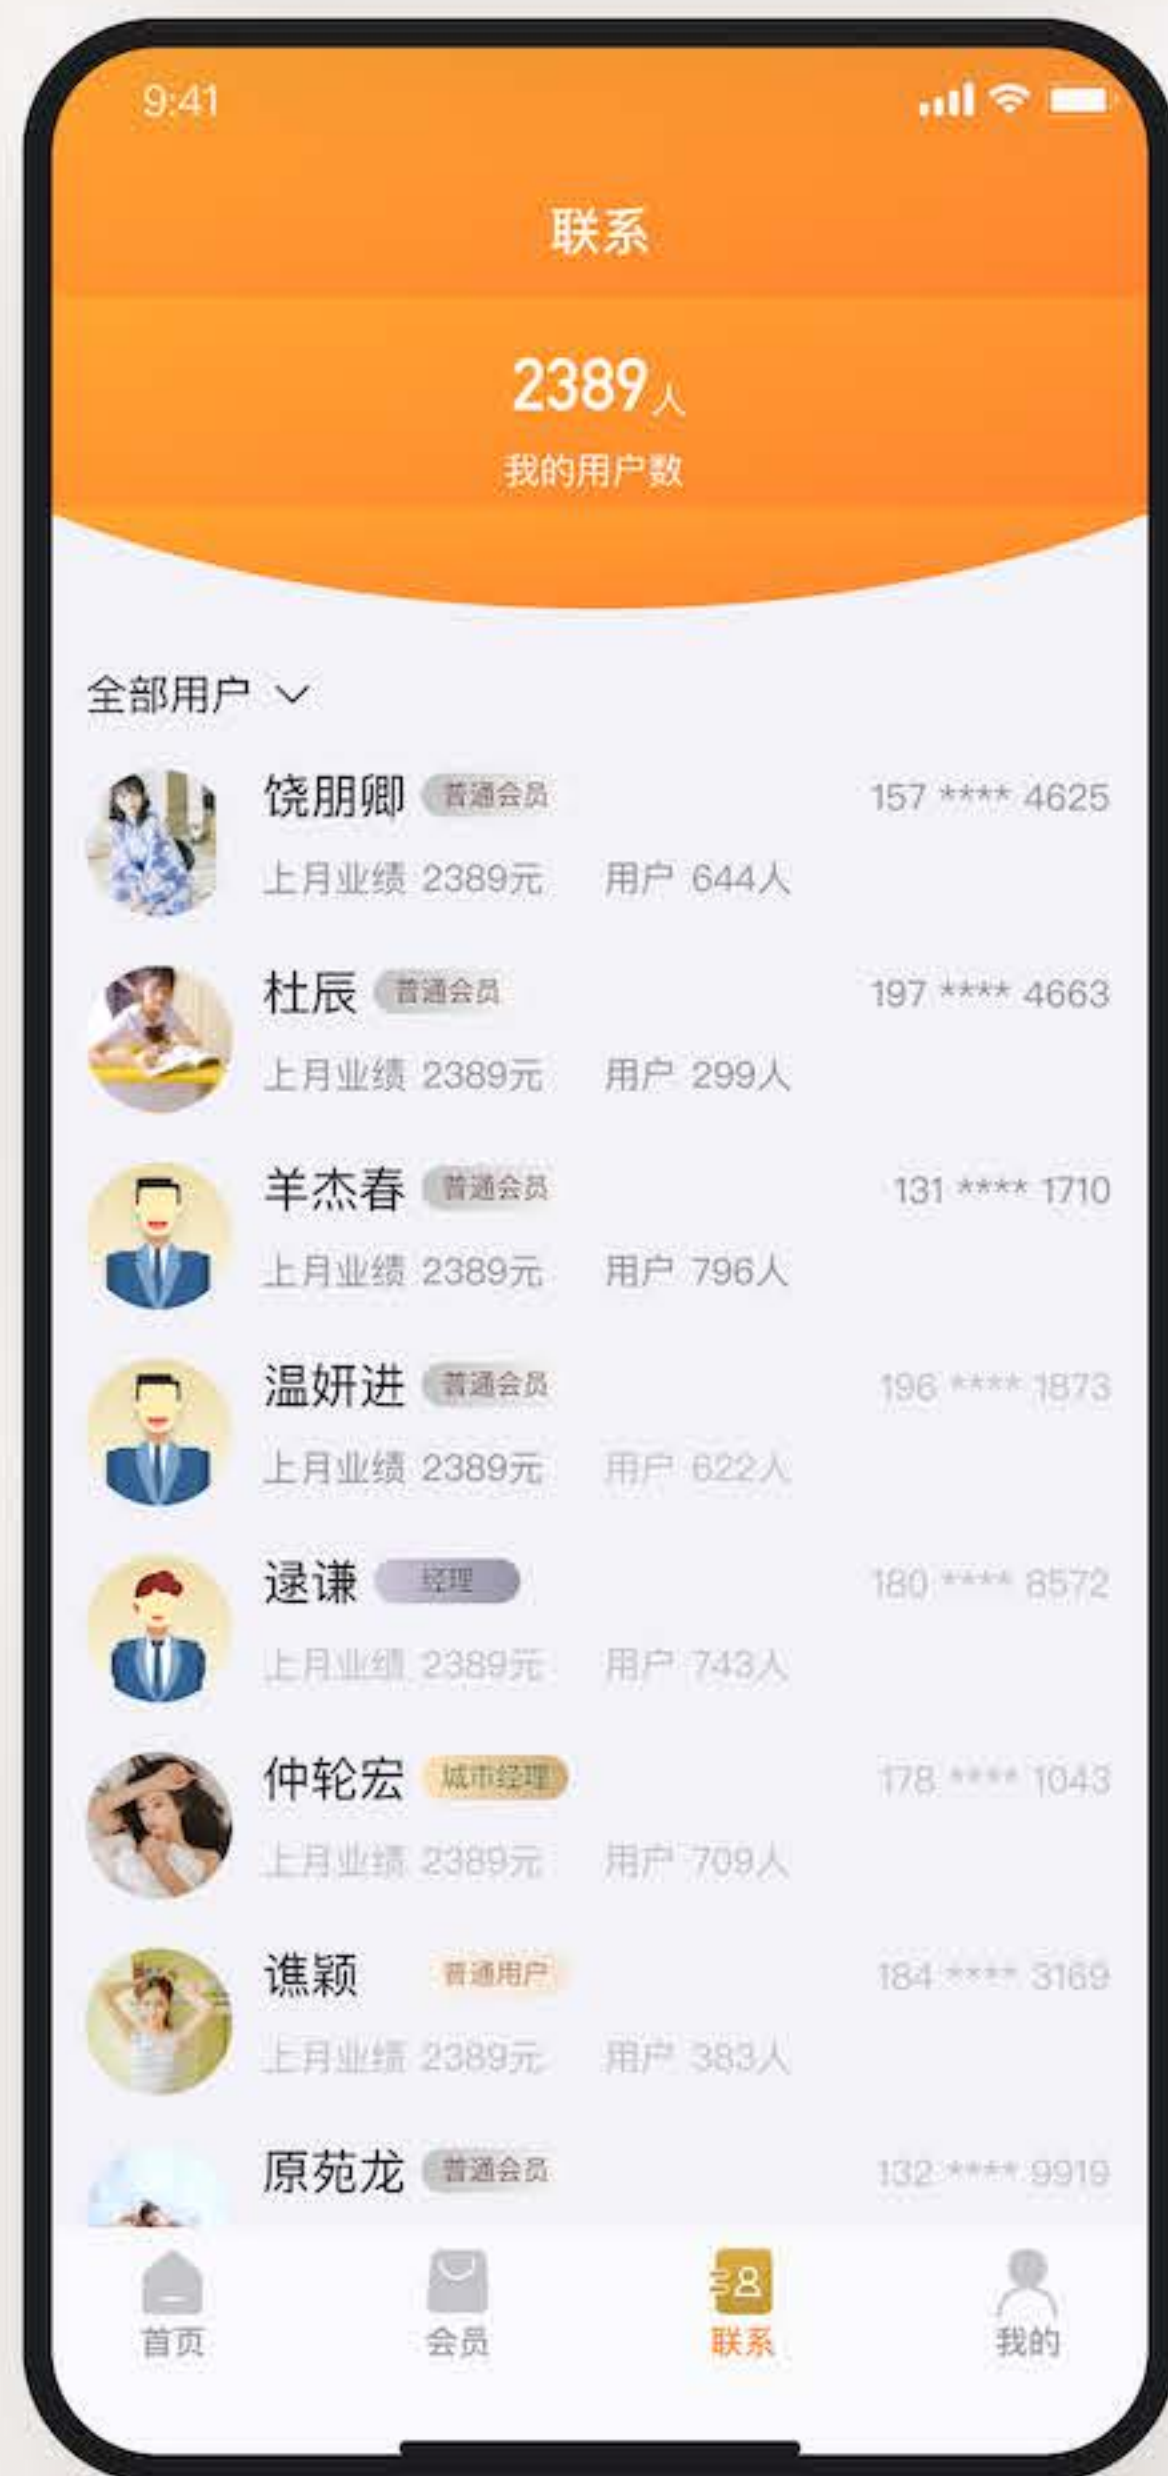 9:41
联系
2389人
我的用户数
全部用户
饶朋卿 普通会员 157 **** 4625
上月业绩 2389元 用户 644人
杜辰 普通会员 197 **** 4663
上月业绩 2389元 用户 299人
羊杰春 普通会员 131 **** 1710
上月业绩 2389元 用户 796人
温妍进 普通会员 196 **** 1873
上月业绩 2389元 用户 622人
逯谦 经理 180 **** 8572
上月业绩 2389元 用户 743人
仲轮宏 城市经理 178 **** 1043
上月业绩 2389元 用户 709人
谯颖 普通用户 184 **** 3169
上月业绩 2389元 用户 383人
原苑龙 普通会员 132 **** 9919
首页 会员 联系 我的